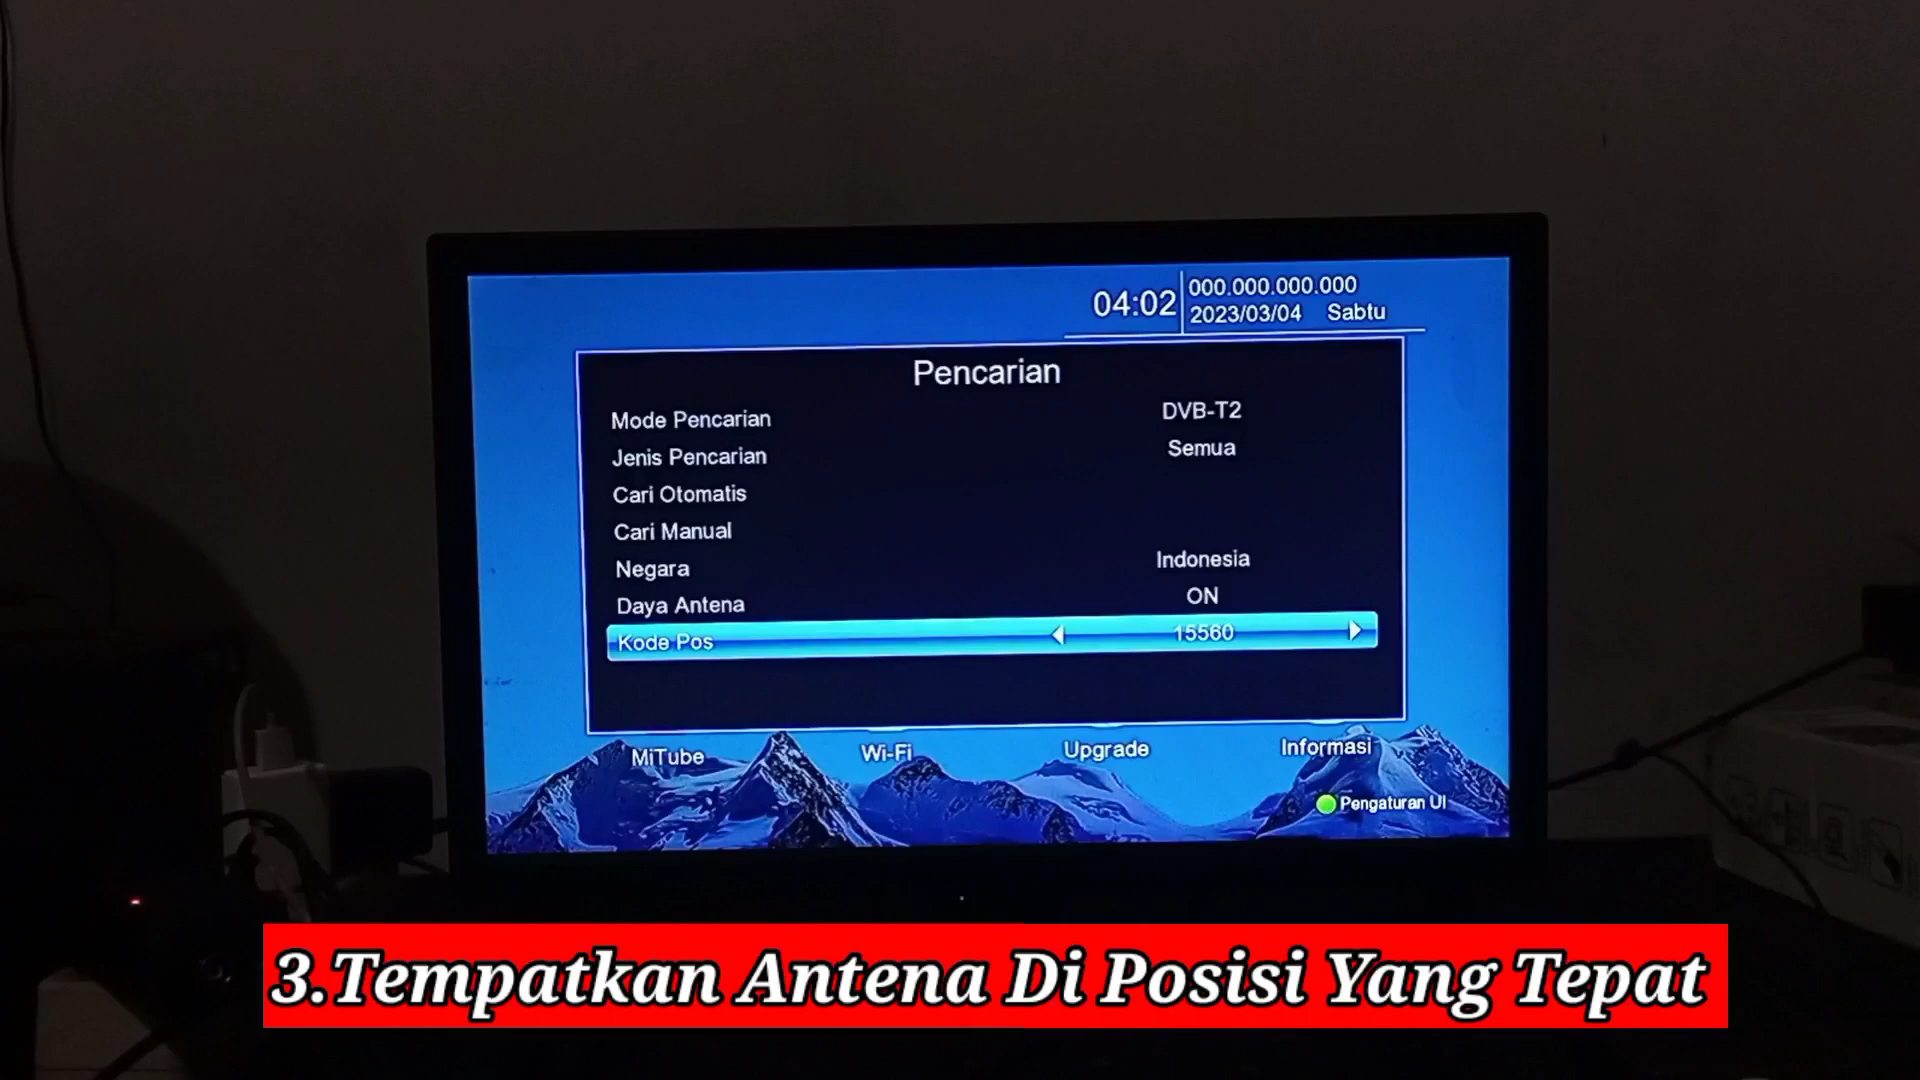 04:02
000.000.000.000
2023/03/04 Sabtu
Pencarian
Mode Pencarian DVB-T2
Jenis Pencarian Semua
Cari Otomatis
Cari Manual
Negara Indonesia
Daya Antena ON
Kode Pos 15560
MiTube Wi-Fi Upgrade Informasi
Pengaturan UI
3.Tempatkan Antena Di Posisi Yang Tepat